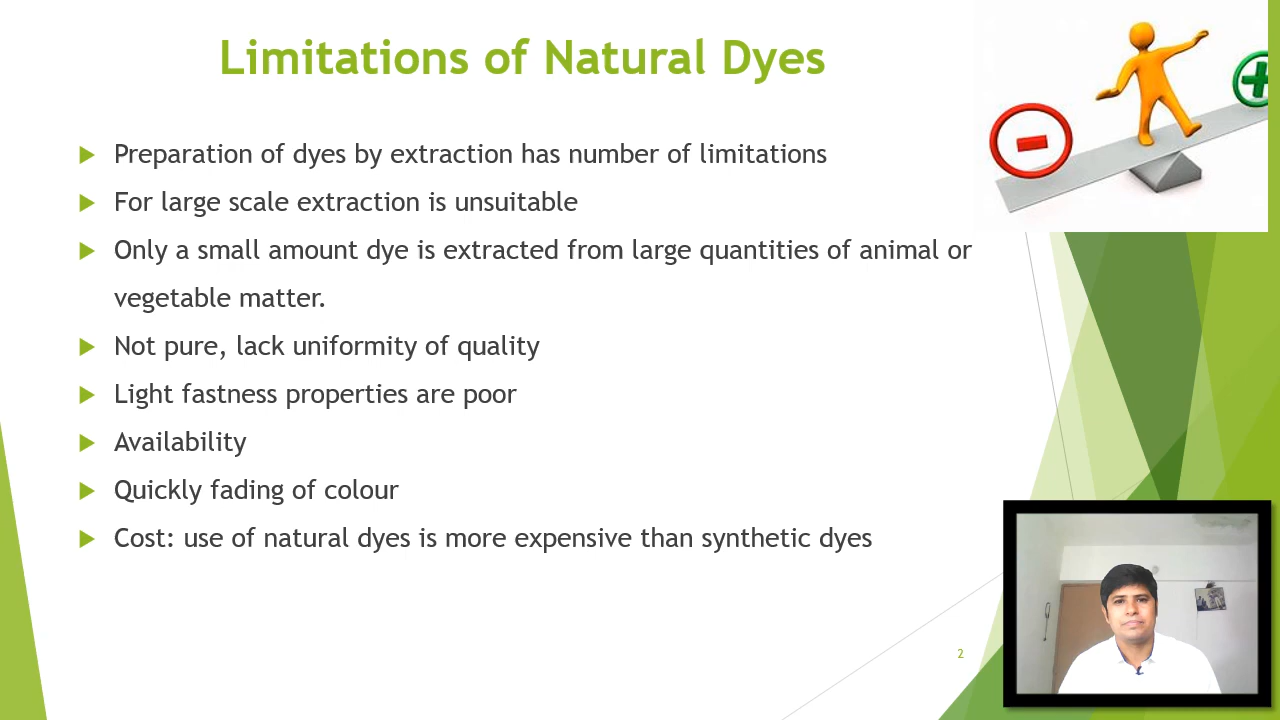 Limitations of Natural Dyes
Preparation of dyes by extraction has number of limitations
For large scale extraction is unsuitable
Only a small amount dye is extracted from large quantities of animal or
vegetable matter.
Not pure, lack uniformity of quality
Light fastness properties are poor
Availability
Quickly fading of colour
Cost: use of natural dyes is more expensive than synthetic dyes
2